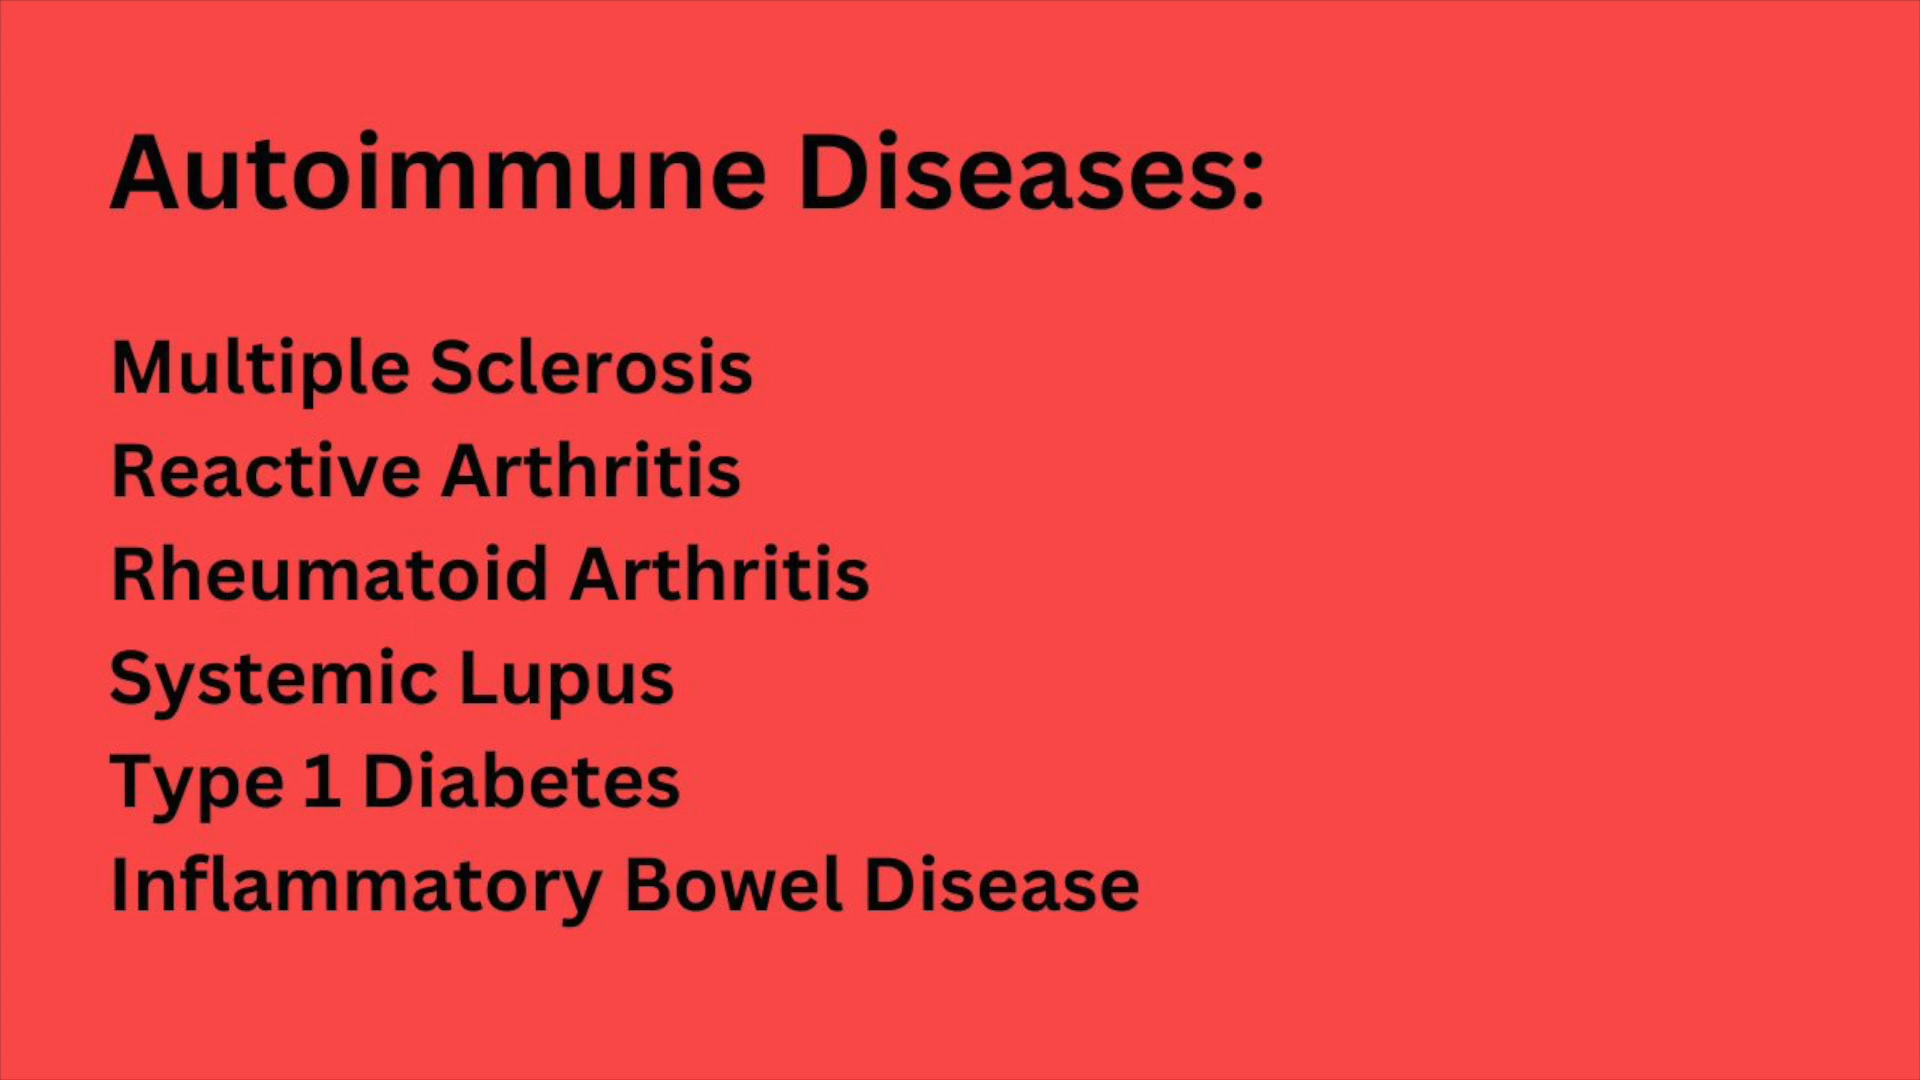 Autoimmune Diseases:
Multiple Sclerosis
Reactive Arthritis
Rheumatoid Arthritis
Systemic Lupus
Type 1 Diabetes
Inflammatory Bowel Disease